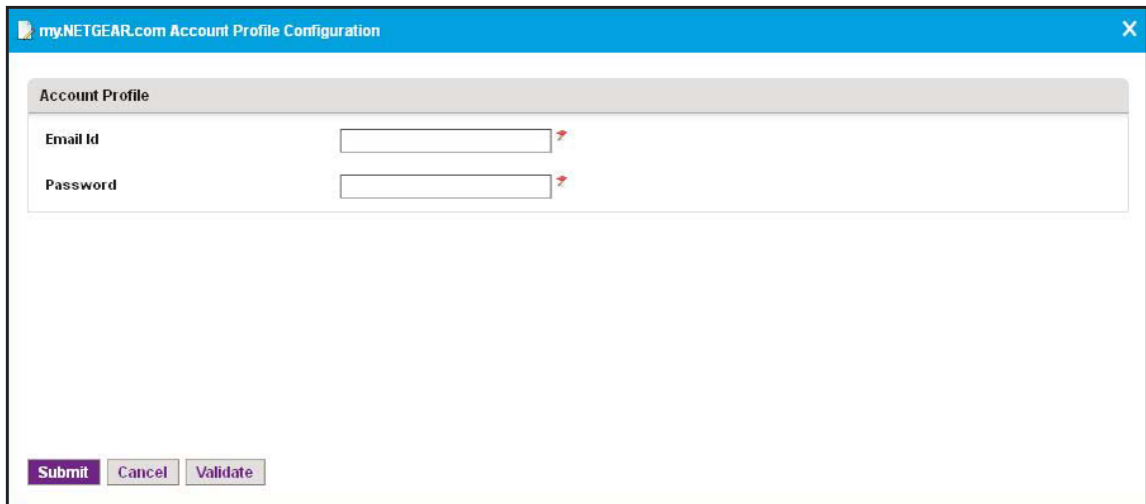 my.NETGEAR.com Account Profile Configuration X
Account Profile
Email Id
Password
Submit Cancel Validate